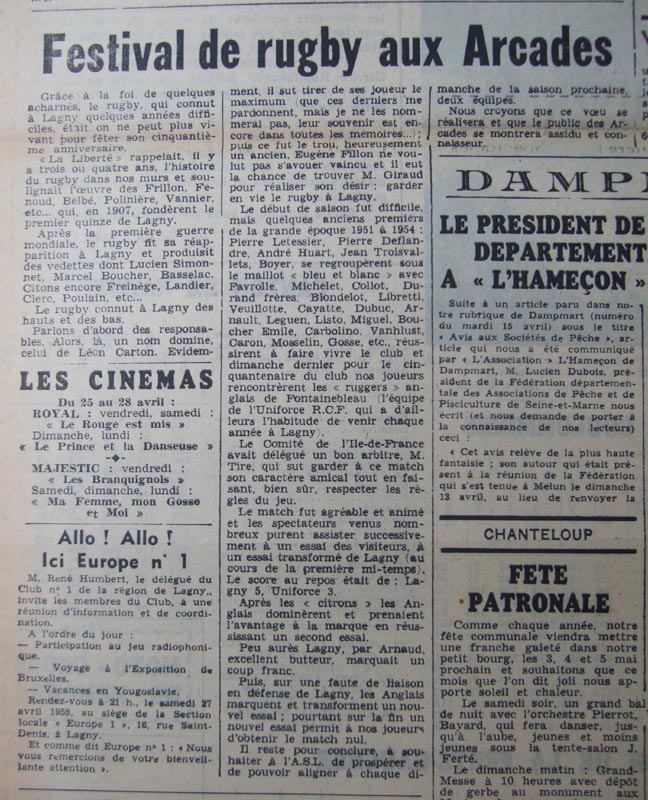 Festival de rugby aux Arcades
Grâce à la foi de quelques
acharnés, le rugby, qui connut
à Lagny quelques années diffi-
ciles, était on ne peut plus vi-
vant pour fêter son cinquantiè-
me anniversaire.
« La Liberté » rappelait, il y
a trois ou quatre ans, l'histoire
du rugby dans nos murs et sou-
ligna l'œuvre des Frillon, Fe-
noud, Belbé, Polinière, Vannier,
etc... qui, en 1907, fondèrent le
premier quinze de Lagny.
Après la première guerre
mondiale, le rugby fit sa réap-
parition à Lagny et produisit
des vedettes dont Lucien Simon-
net, Marcel Boucher, Basselac.
Citons encore Freinège, Landier,
Clerc, Poulain, etc...
Le rugby connut à Lagny des
hauts et des bas.
Parlons d'abord des responsa-
bles. Alors, là, un nom domine,
celui de Léon Carton. Evidem-
ment, il sut tirer de ses joueur le
maximum (que ces derniers me
pardonnent, mais je ne les nom-
merai pas, leur souvenir est en-
core dans toutes les mémoires...);
puis ce fut le trou, heureusement
un ancien, Eugène Fillon ne vou-
lut pas s'avouer vaincu et il eut
la chance de trouver M. Giraud
pour réaliser son désir : garder
en vie le rugby à Lagny.
Le début de saison fut difficile,
mais quelques anciens premiers
de la grande époque 1951 à 1954 :
Pierre Letessier, Pierre Deflan-
dre, André Huart, Jean Troisval-
lets, Boyer, se regroupèrent sous
le maillot « bleu et blanc » avec
Favrolle, Michelet, Collot, Du-
rand frères, Blondelot, Libretti,
Veuillotte, Cayatte, Dubuc, Ar-
nault, Leguen, Listo, Miguel, Bou-
cher Emile, Carbolino, Vanhlust,
Caron, Mosselin, Gosse, etc., réus-
sirent à faire vivre le club et
dimanche dernier pour le cin-
quantenaire du club nos joueurs
rencontrèrent les « ruggers » an-
glais de Fontainebleau (l'équipe
de l'Uniforce R.C.F. qui a d'ail-
leurs l'habitude de venir chaque
année à Lagny).
Le Comité de l'Ile-de-France
avait délégué un bon arbitre, M.
Tire, qui sut garder à ce match
son caractère amical tout en fai-
sant, bien sûr, respecter les rè-
gles du jeu.
Le match fut agréable et animé
et les spectateurs venus nom-
breux purent assister successive-
ment à un essai des visiteurs, à
un essai transformé de Lagny (au
cours de la première mi-temps).
Le score au repos était de : La-
gny 5, Uniforce 3.
Après les « citrons » les An-
glais dominèrent et prenaient
l'avantage à la marque en réus-
sissant un second essai.
Peu aurès Lagny, par Arnaud,
excellent butteur, marquait un
coup franc.
Puis, sur une faute de liaison
en défense de Lagny, les Anglais
marquent et transforment un nou-
vel essai ; pourtant sur la fin un
nouvel essai permit à nos joueurs
d'obtenir le match nul.
Il reste pour conclure, à sou-
haiter à l'A.S.L. de prospérer et
de pouvoir aligner à chaque di-
manche de la saison prochaine,
deux équipes.
Nous croyons que ce vœu se
réalisera et que le public des Ar-
cades se montrera assidu et con-
naisseur.
LES CINEMAS
Du 25 au 28 avril :
ROYAL : vendredi, samedi :
« Le Rouge est mis »
Dimanche, lundi :
« Le Prince et la Danseuse »
MAJESTIC : vendredi :
« Les Branquignols »
Samedi, dimanche, lundi :
« Ma Femme, mon Gosse
et Moi »
Allo ! Allo !
Ici Europe n° 1
M. René Humbert, le délégué du
Club n° 1 de la région de Lagny,
invite les membres du Club, à une
réunion d'information et de coordi-
nation.
A l'ordre du jour :
— Participation au jeu radiophoni-
que.
— Voyage à l'Exposition de
Bruxelles.
— Vacances en Yougoslavie.
Rendez-vous à 21 h., le samedi 27
avril 1958, au siège de la Section
locale « Europe 1 », 16, rue Saint-
Denis, à Lagny.
Et comme dit Europe n° 1 : « Nous
vous remercions de votre bienveil-
lante attention ».
DAMP
LE PRESIDENT DE
DEPARTEMENT
A « L'HAMEÇON »
Suite à un article paru dans no-
tre rubrique de Dampmart (numéro
du mardi 15 avril) sous le titre
« Avis aux Sociétés de Pêche », ar-
ticle qui nous a été communiqué
par « L'Association » L'Hameçon de
Dampmart, M. Lucien Dubois, pré-
sident de la Fédération départemen-
tale des Associations de Pêche et de
Pisciculture de Seine-et-Marne nous
écrit (et nous demande de porter à
la connaissance de nos lecteurs)
ceci :
« Cet avis relève de la plus haute
fantaisie ; son autour qui était pré-
sent à la réunion de la Fédération
qui s'est tenue à Melun le dimanche
13 avril, au lieu de renvoyer la
CHANTELOUP
FETE
PATRONALE
Comme chaque année, notre
fête communale viendra mettre
une franche gaieté dans notre
petit bourg, les 3, 4 et 5 mai
prochain et souhaitons que ce
mois que l'on dit joli nous ap-
porte soleil et chaleur.
Le samedi soir, un grand bal
de nuit avec l'orchestre Pierrot,
Bayard, qui fera danser, jus-
qu'à l'aube, jeunes et moins
jeunes sous la tente-salon J.
Ferté.
Le dimanche matin : Grand-
Messe à 10 heures avec dépôt
de gerbe au monument aux